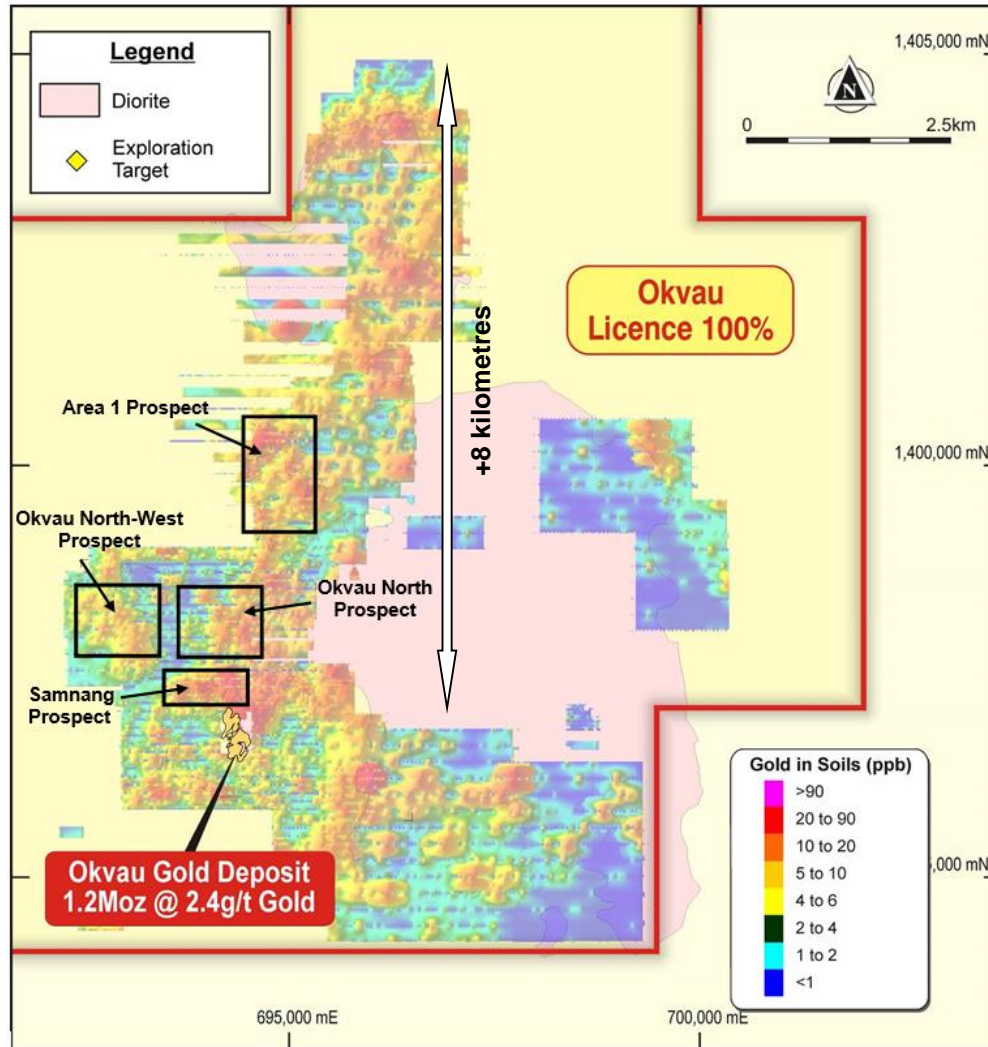 Legend
Diorite
Exploration
Target
1,405,000 mN
N
0 2.5km
Okvau
Licence 100%
+8 kilometres
Area 1 Prospect
1,400,000 mN
Okvau North-West
Prospect
Okvau North
Prospect
Samnang
Prospect
Gold in Soils (ppb)
>90
20 to 90
10 to 20
5 to 10
4 to 6
2 to 4
1 to 2
<1
Okvau Gold Deposit
1.2Moz @ 2.4g/t Gold
5,000 mN
695,000 mE
700,000 mE